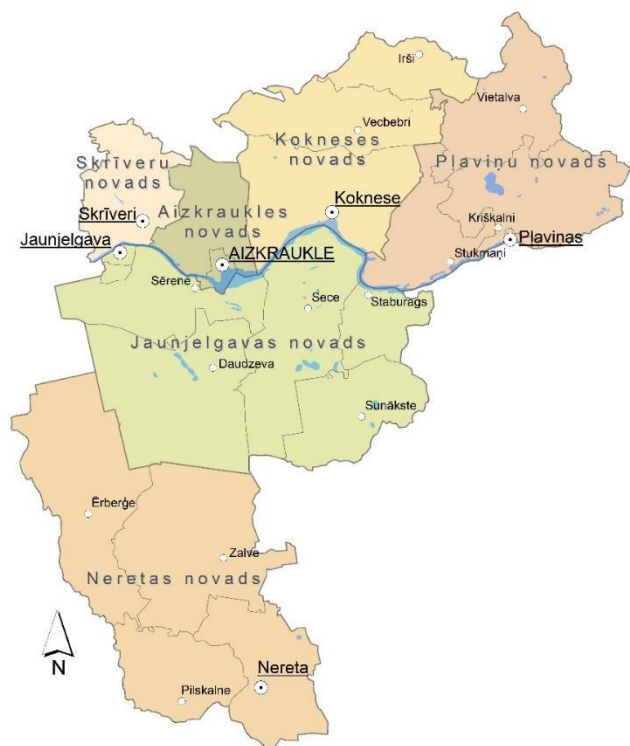 Irši
Vietalva
Vecbebri
Kokneses
novads
Skrīveru
novads
Pļaviņu novads
Koknese
Skrīveri
Aizkraukles
novads
Kriškalni
Jaunjelgava
Pļaviņas
AIZKRAUKLE
Stukmaņi
Sērene
Sece
Staburags
Jaunjelgavas novads
Daudzeva
Sunākste
Ērberģe
Zalve
Neretas novads
N
Nereta
Pilskalne